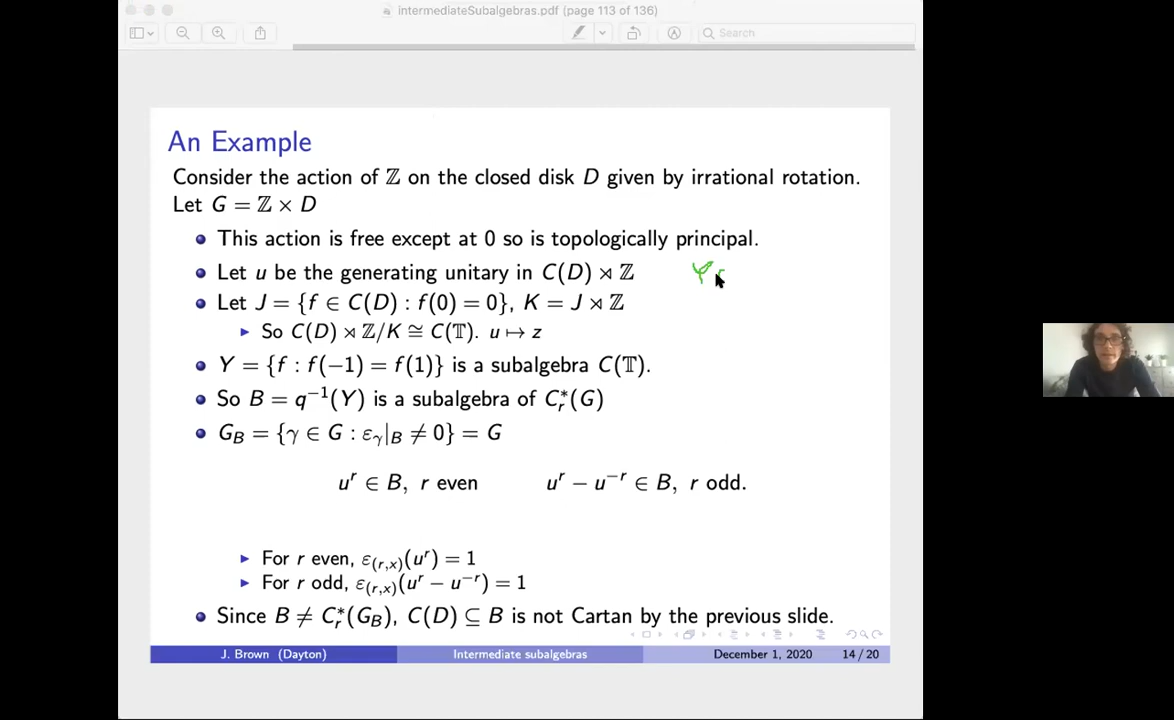 intermediateSubalgebras.pdf (page 113 of 136)
Search
An Example
Consider the action of ℤ on the closed disk D given by irrational rotation.
Let G = ℤ × D
• This action is free except at 0 so is topologically principal.
• Let u be the generating unitary in C(D) ⋊ ℤ
• Let J = {f ∈ C(D) : f(0) = 0}, K = J ⋊ ℤ
▶ So C(D) ⋊ ℤ/K ≅ C(𝕋). u ↦ z
• Y = {f : f(−1) = f(1)} is a subalgebra C(𝕋).
• So B = q⁻¹(Y) is a subalgebra of C*ᵣ(G)
• G_B = {γ ∈ G : ε_γ|_B ≠ 0} = G
uʳ ∈ B, r even uʳ − u⁻ʳ ∈ B, r odd.
▶ For r even, ε₍ᵣ,ₓ₎(uʳ) = 1
▶ For r odd, ε₍ᵣ,ₓ₎(uʳ − u⁻ʳ) = 1
• Since B ≠ C*ᵣ(G_B), C(D) ⊆ B is not Cartan by the previous slide.
J. Brown (Dayton) Intermediate subalgebras December 1, 2020 14 / 20